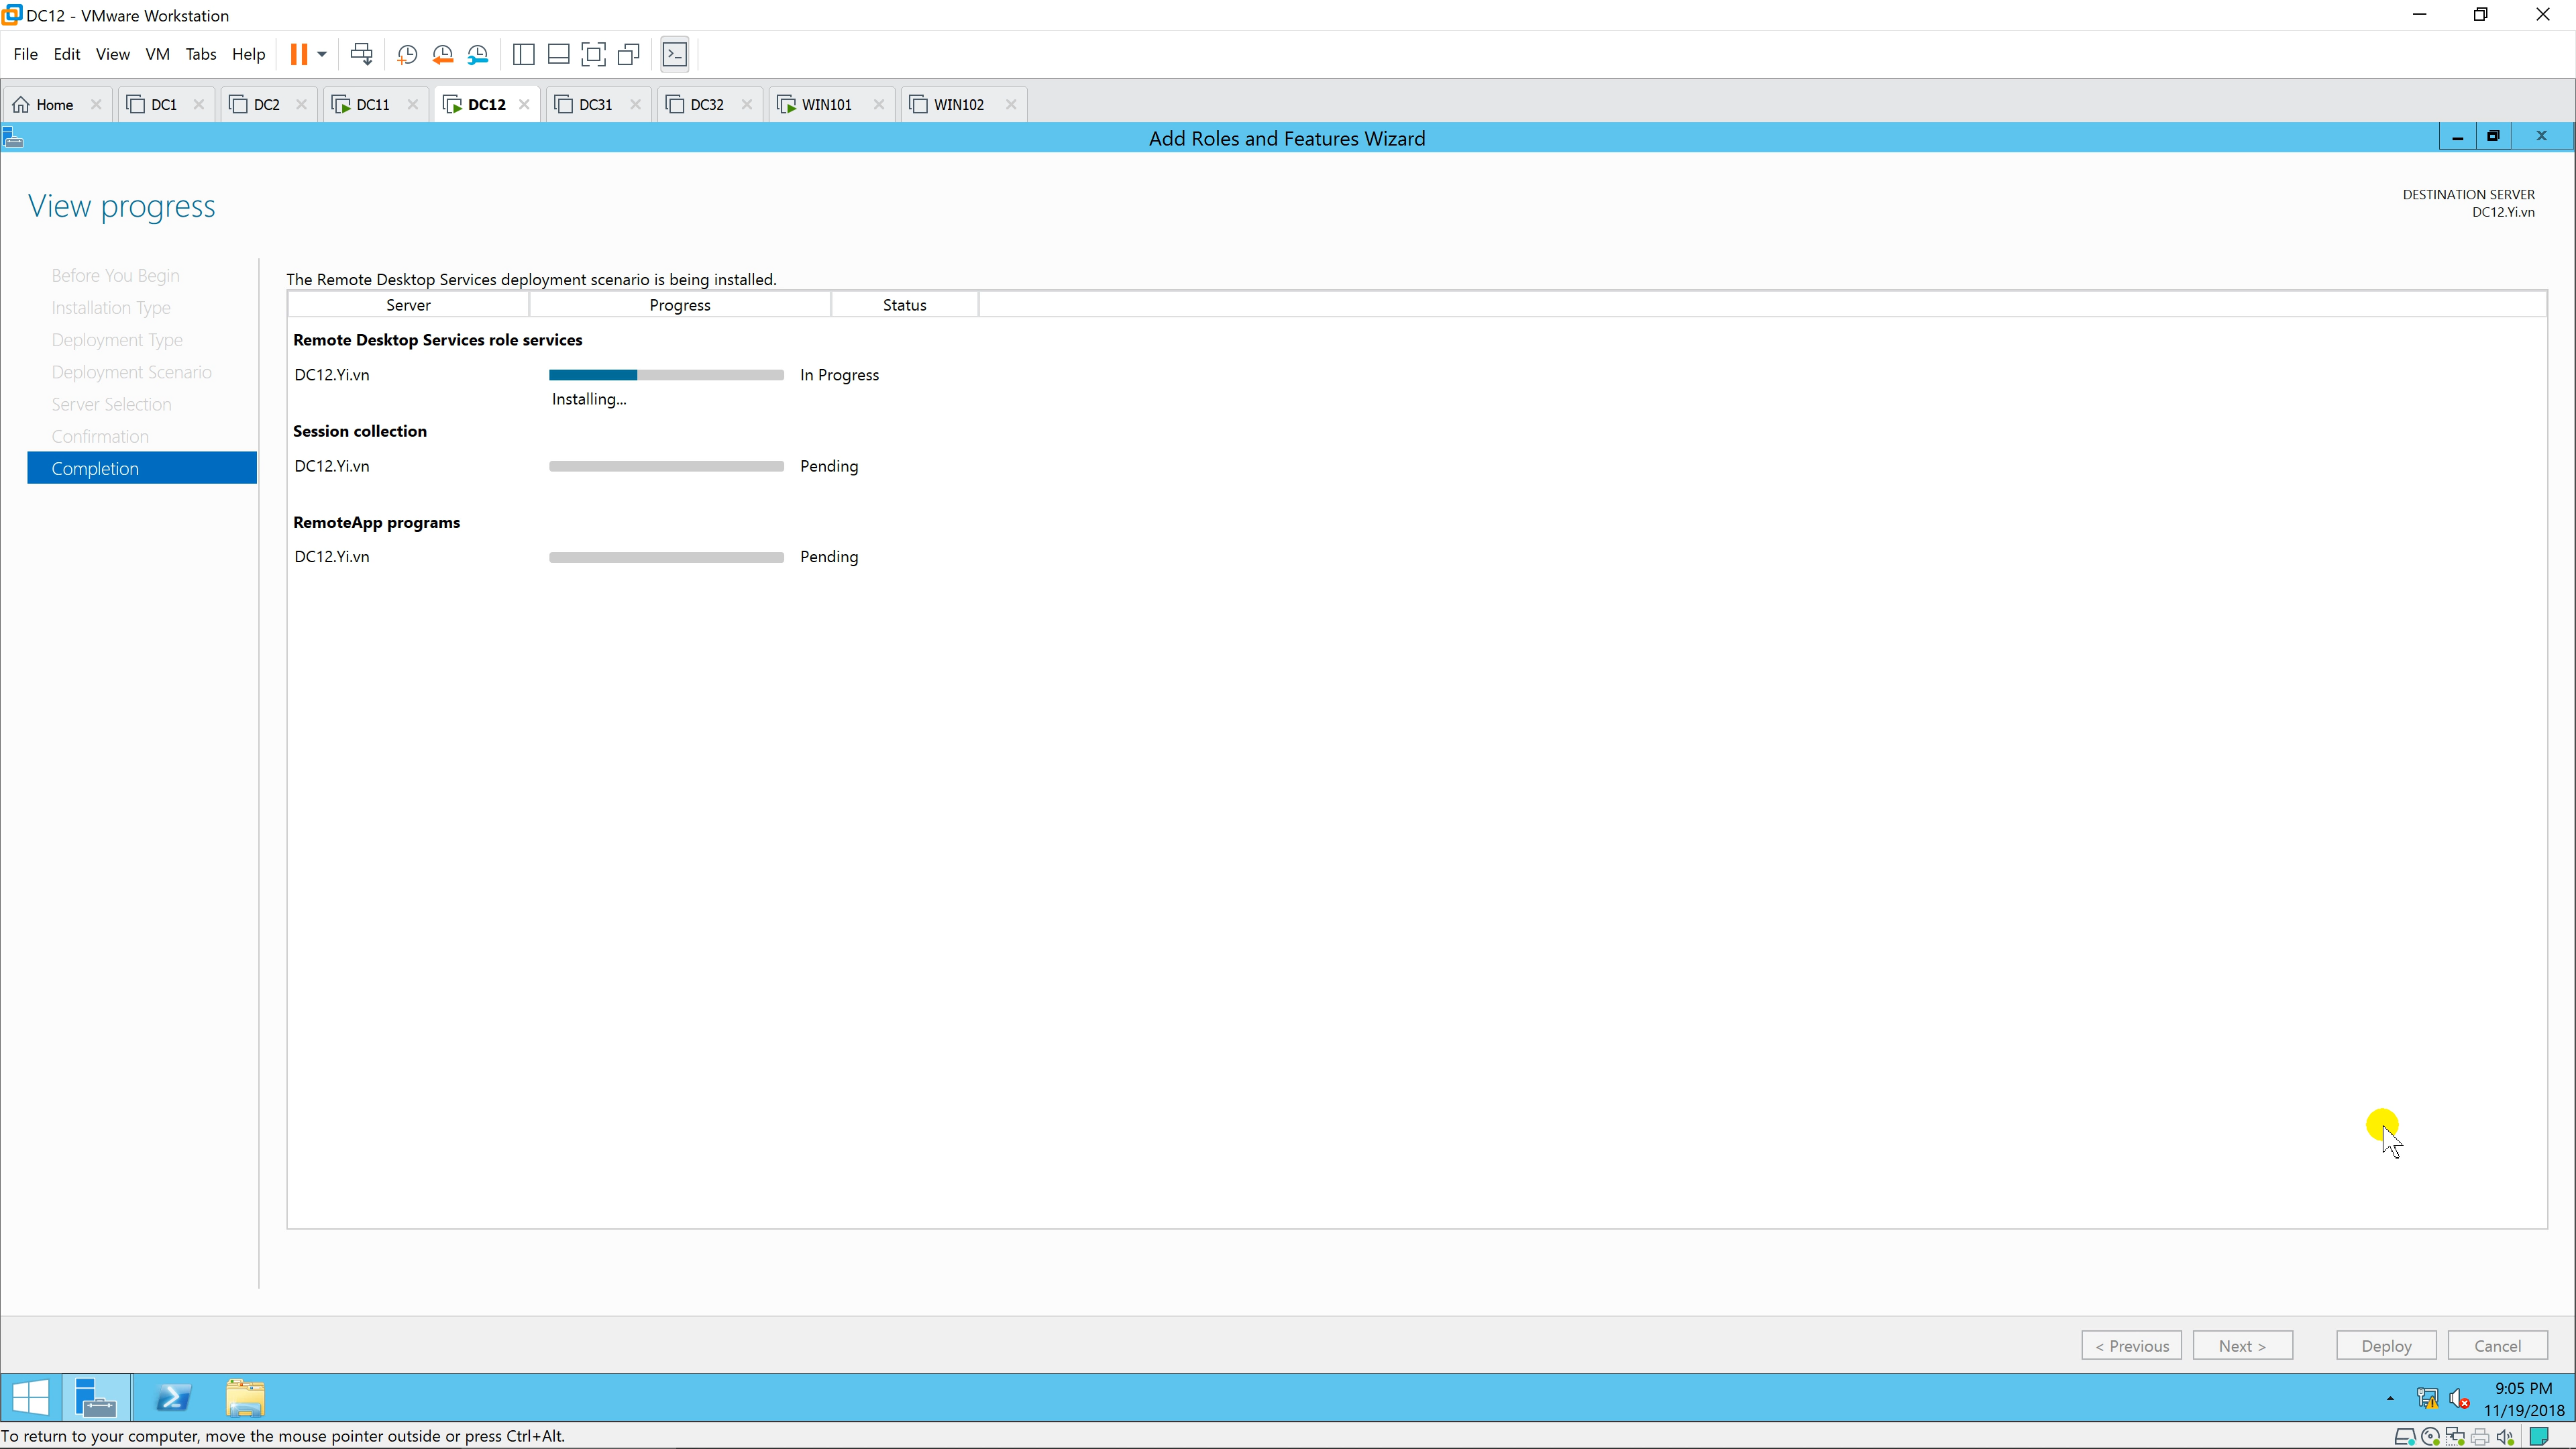 DC12 - VMware Workstation
File Edit View VM Tabs Help
Home DC1 DC2 DC11 DC12 DC31 DC32 WIN101 WIN102
Add Roles and Features Wizard
View progress
DESTINATION SERVER
DC12.Yi.vn
Before You Begin
Installation Type
Deployment Type
Deployment Scenario
Server Selection
Confirmation
Completion
The Remote Desktop Services deployment scenario is being installed.
Server Progress Status
Remote Desktop Services role services
DC12.Yi.vn In Progress
Installing...
Session collection
DC12.Yi.vn Pending
RemoteApp programs
DC12.Yi.vn Pending
< Previous Next > Deploy Cancel
9:05 PM
11/19/2018
To return to your computer, move the mouse pointer outside or press Ctrl+Alt.